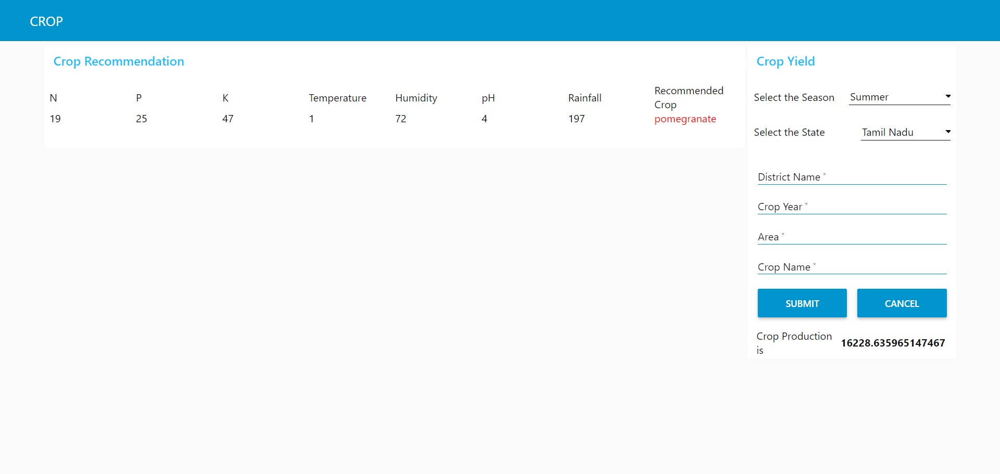 CROP
Crop Recommendation
N P K Temperature Humidity pH Rainfall Recommended Crop
19 25 47 1 72 4 197 pomegranate
Crop Yield
Select the Season Summer
Select the State Tamil Nadu
District Name *
Crop Year *
Area *
Crop Name *
SUBMIT CANCEL
Crop Production is 16228.635965147467